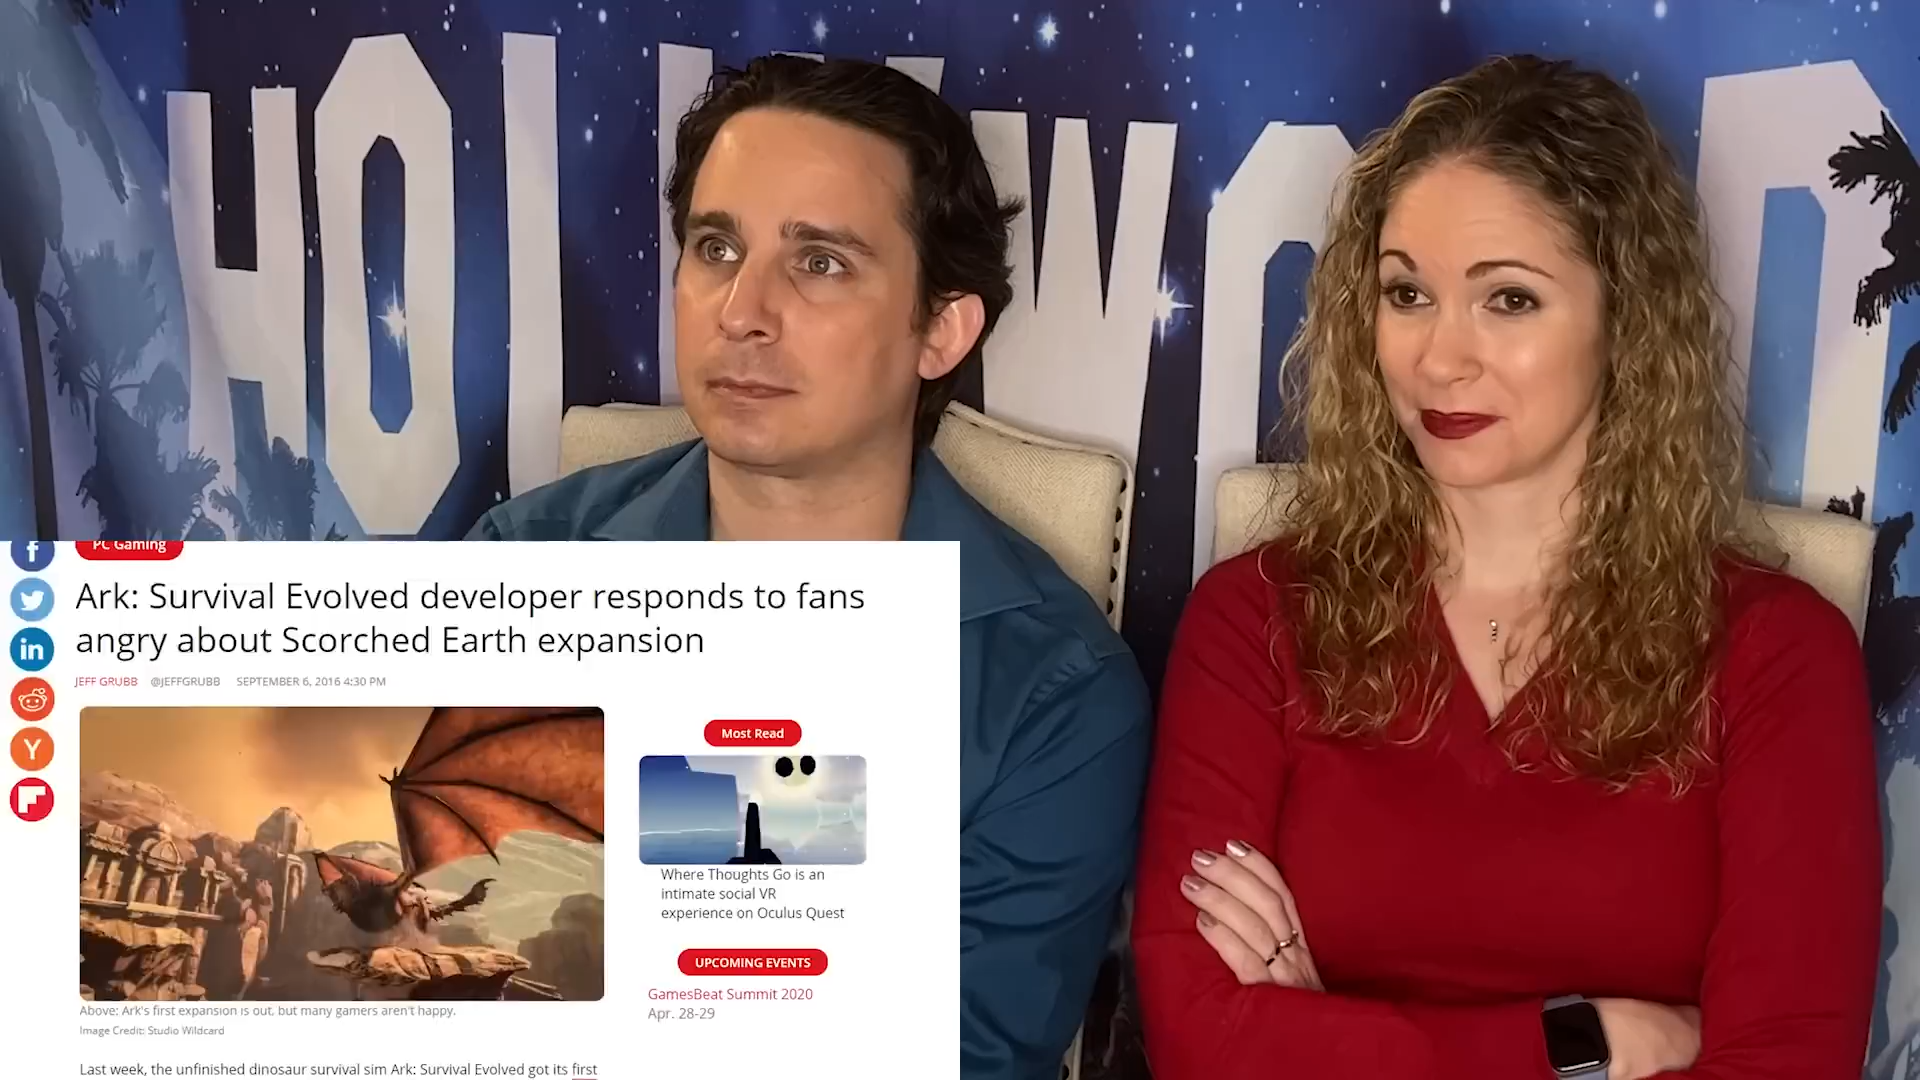 HOLLYWOOD
PC Gaming
Ark: Survival Evolved developer responds to fans
angry about Scorched Earth expansion
JEFF GRUBB @JEFFGRUBB SEPTEMBER 6, 2016 4:30 PM
Most Read
Where Thoughts Go is an
intimate social VR
experience on Oculus Quest
UPCOMING EVENTS
GamesBeat Summit 2020
Apr. 28-29
Above: Ark's first expansion is out, but many gamers aren't happy.
Image Credit: Studio Wildcard
Last week, the unfinished dinosaur survival sim Ark: Survival Evolved got its first